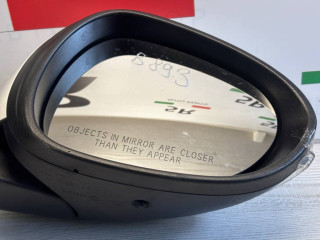 8893
OBJECTS IN MIRROR ARE CLOSER
THAN THEY APPEAR